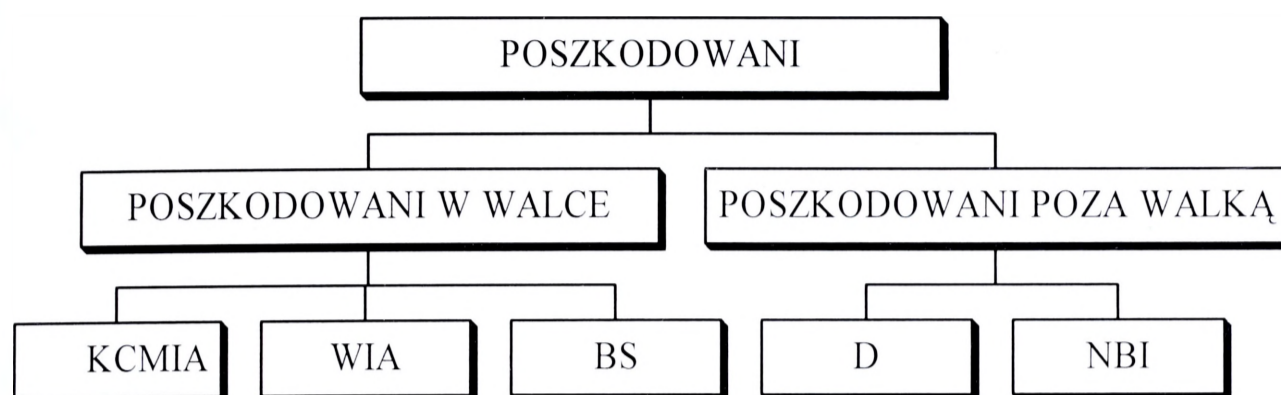 POSZKODOWANI
POSZKODOWANI W WALCE
POSZKODOWANI POZA WALKĄ
KCMIA
WIA
BS
D
NBI